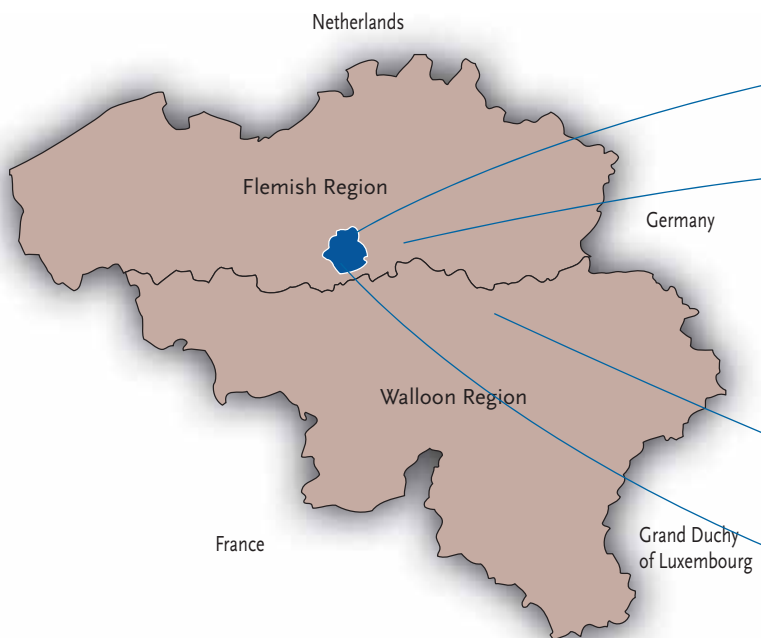 Netherlands
Flemish Region
Germany
Walloon Region
France
Grand Duchy
of Luxembourg